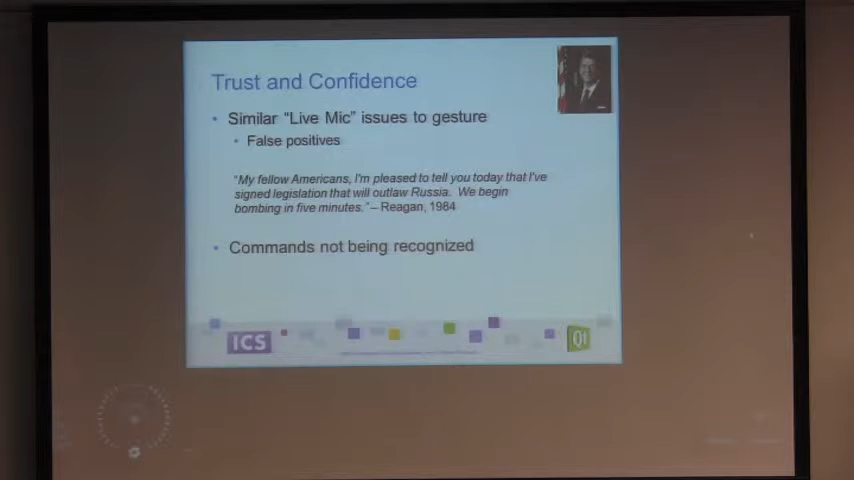 Trust and Confidence
• Similar “Live Mic” issues to gesture
• False positives
“My fellow Americans, I'm pleased to tell you today that I've
signed legislation that will outlaw Russia. We begin
bombing in five minutes.” – Reagan, 1984
• Commands not being recognized
ICS
Qt